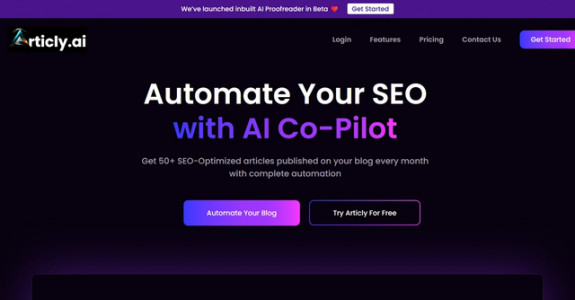 We've launched inbuilt AI Proofreader in Beta ❤️ Get Started
Articly.ai Login Features Pricing Contact Us Get Started
Automate Your SEO
with AI Co-Pilot
Get 50+ SEO-Optimized articles published on your blog every month
with complete automation
Automate Your Blog Try Articly For Free